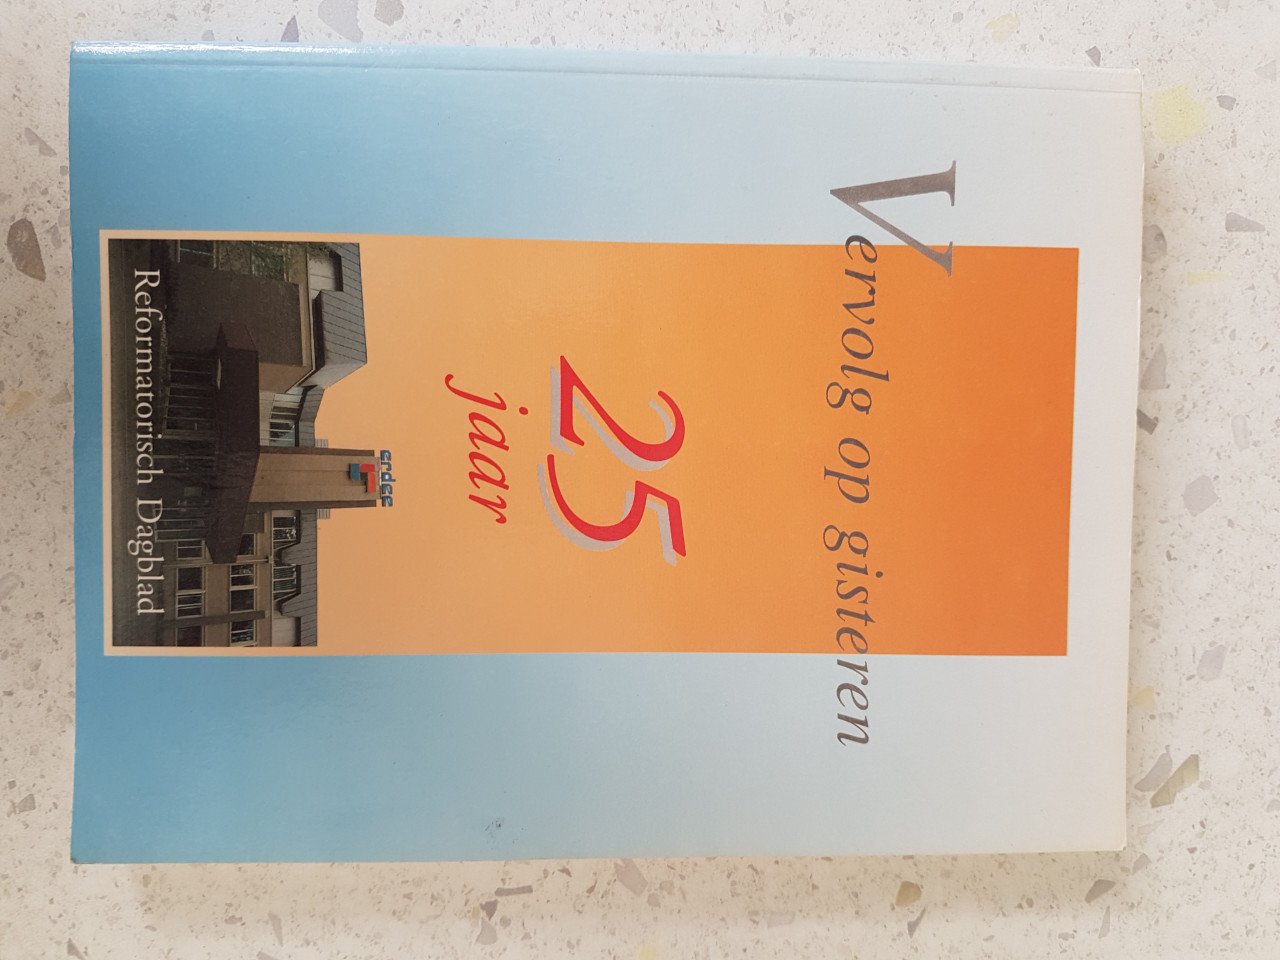 Vervolg op gisteren
25
jaar
erdee
Reformatorisch Dagblad